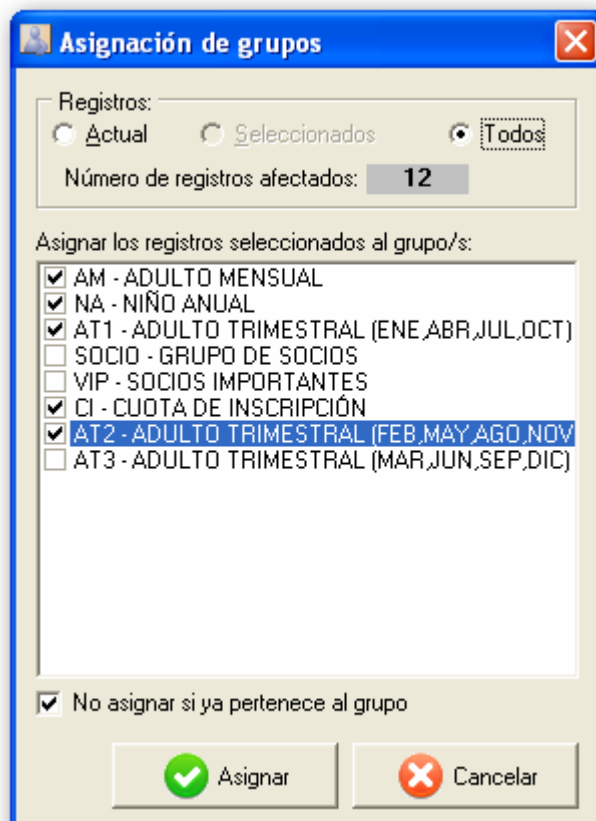 Asignación de grupos
Registros:
Actual Seleccionados Todos
Número de registros afectados: 12
Asignar los registros seleccionados al grupo/s:
AM - ADULTO MENSUAL
NA - NIÑO ANUAL
AT1 - ADULTO TRIMESTRAL (ENE,ABR,JUL,OCT)
SOCIO - GRUPO DE SOCIOS
VIP - SOCIOS IMPORTANTES
CI - CUOTA DE INSCRIPCIÓN
AT2 - ADULTO TRIMESTRAL (FEB,MAY,AGO,NOV
AT3 - ADULTO TRIMESTRAL (MAR,JUN,SEP,DIC)
No asignar si ya pertenece al grupo
Asignar Cancelar